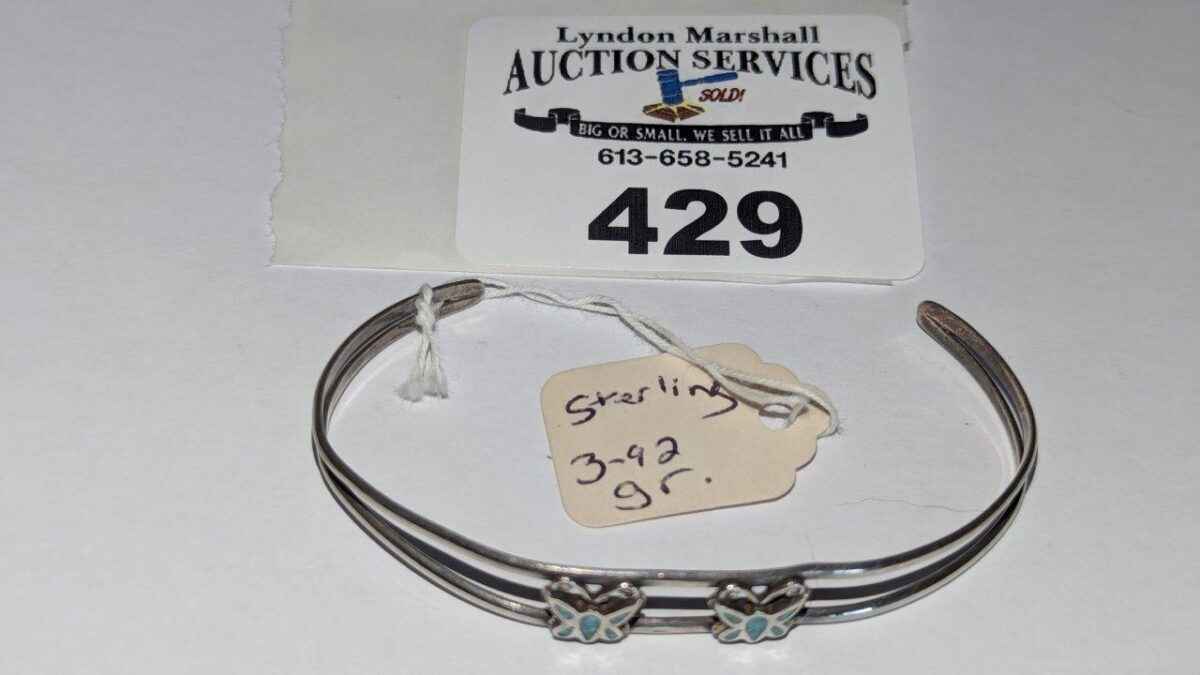 Lyndon Marshall
AUCTION SERVICES
SOLD!
BIG OR SMALL, WE SELL IT ALL
613-658-5241
429
Sterling
3-92
gr.